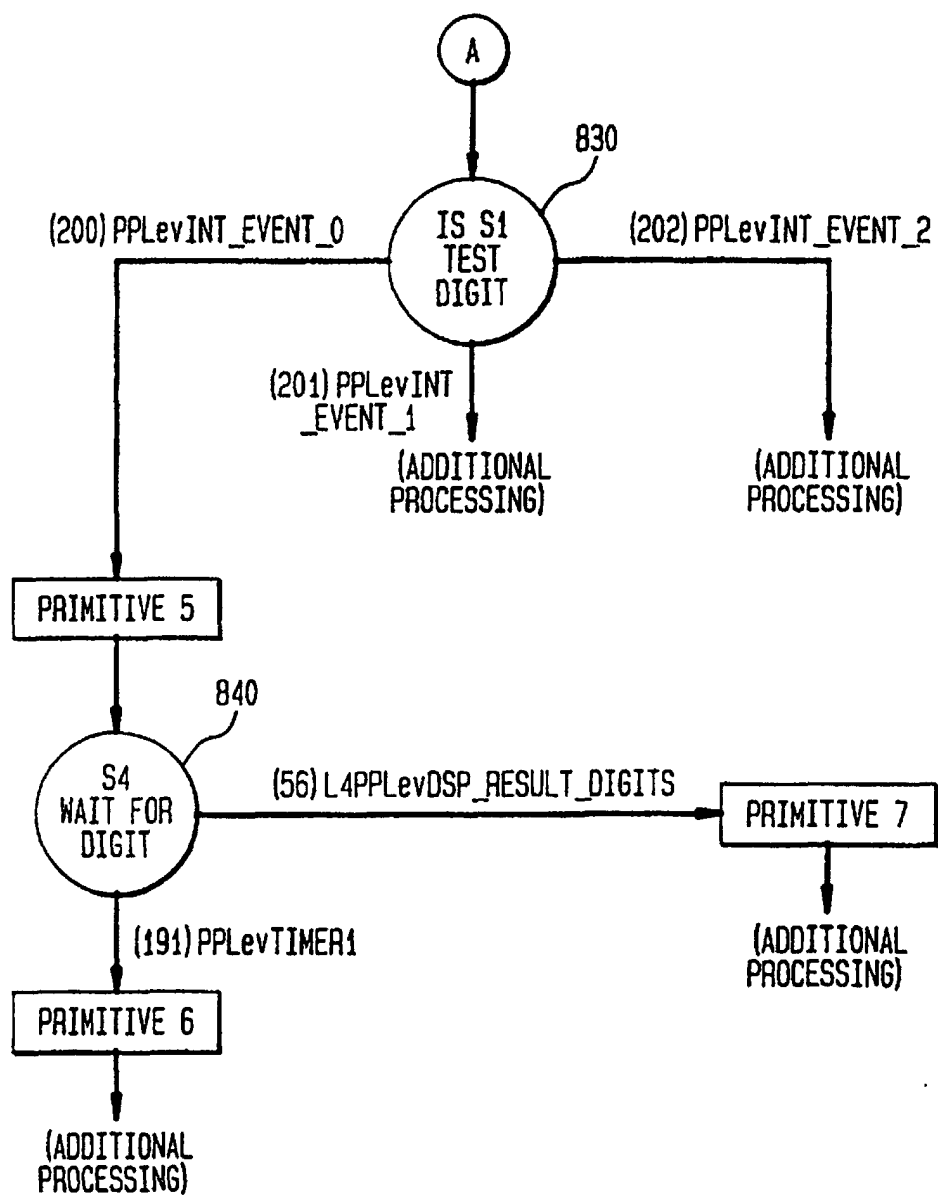 A
830
(200) PPLevINT_EVENT_0
IS S1
TEST
DIGIT
(202) PPLevINT_EVENT_2
(201) PPLevINT
_EVENT_1
(ADDITIONAL
PROCESSING)
(ADDITIONAL
PROCESSING)
PRIMITIVE 5
840
S4
WAIT FOR
DIGIT
(56) L4PPLevDSP_RESULT_DIGITS
PRIMITIVE 7
(191) PPLevTIMER1
(ADDITIONAL
PROCESSING)
PRIMITIVE 6
(ADDITIONAL
PROCESSING)